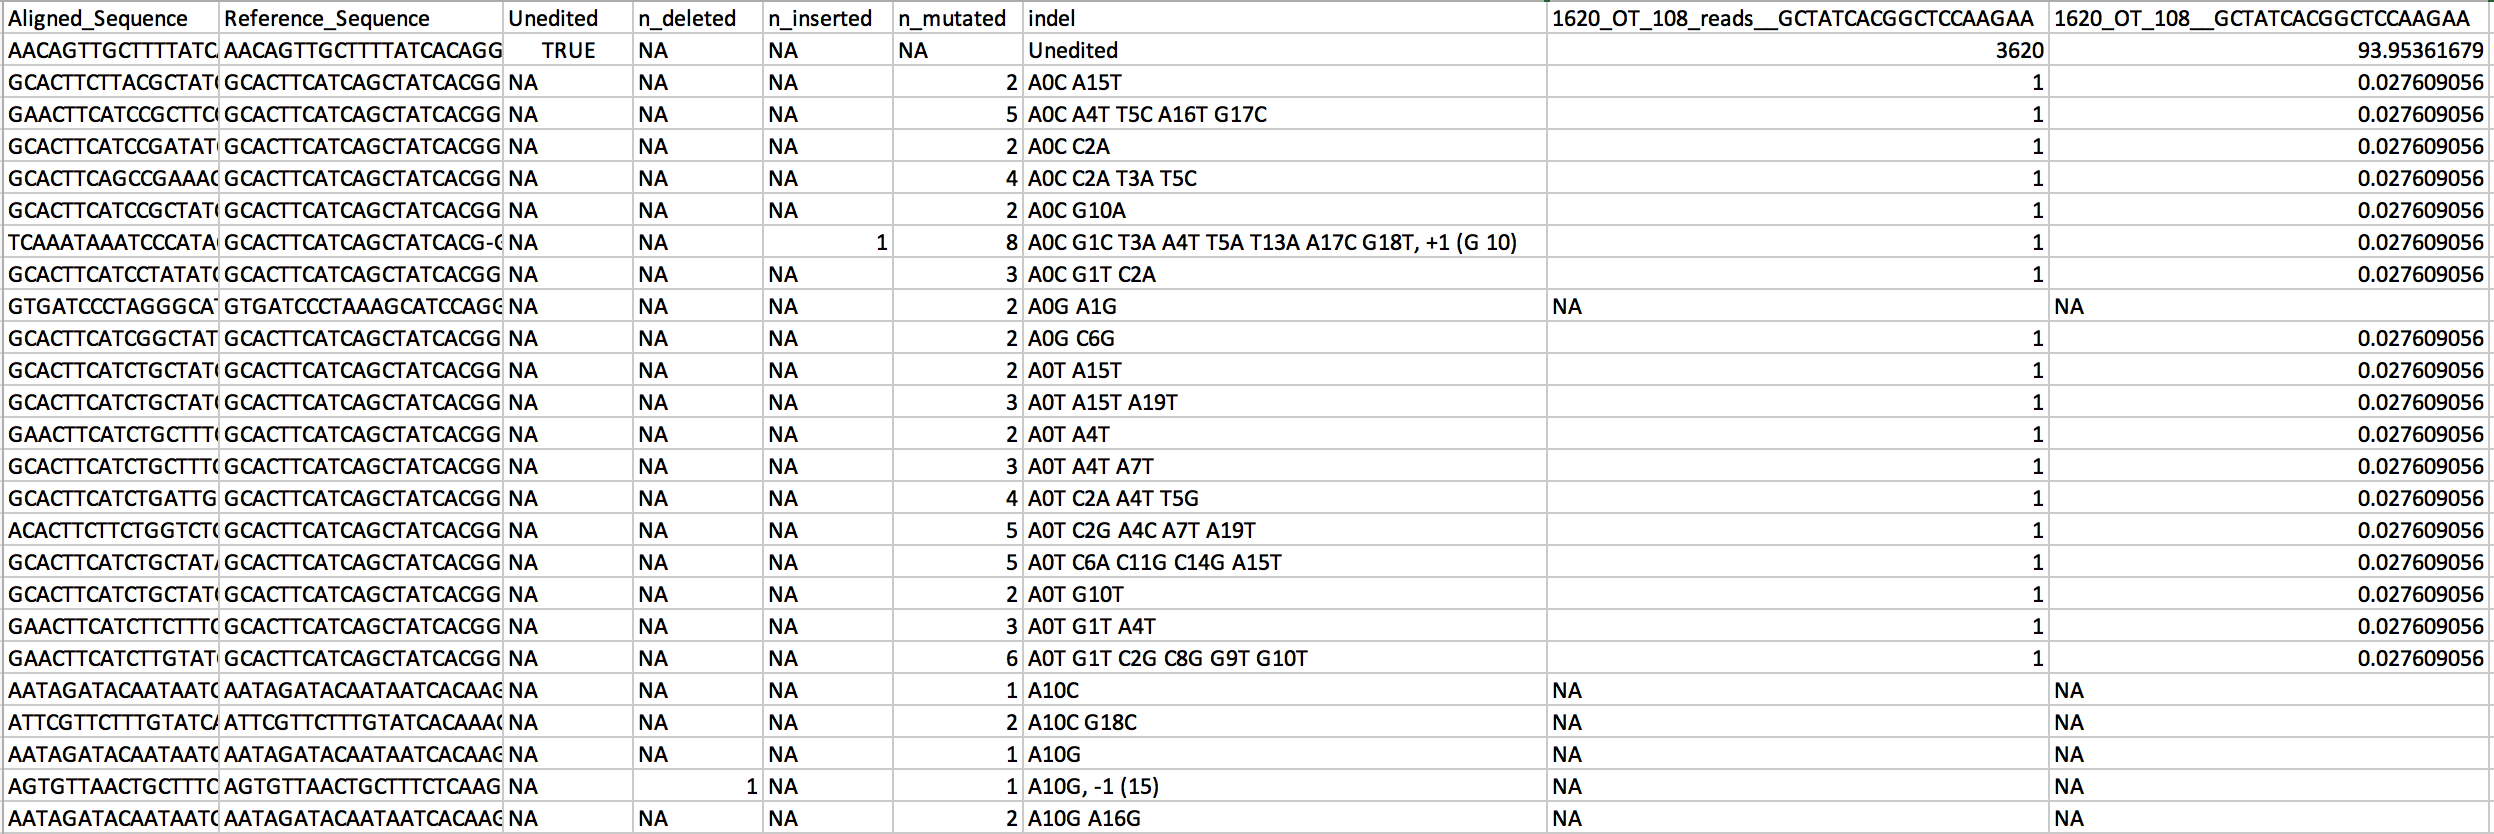 Aligned_Sequence Reference_Sequence Unedited n_deleted n_inserted n_mutated indel 1620_OT_108_reads__GCTATCACGGCTCCAAGAA 1620_OT_108__GCTATCACGGCTCCAAGAA
AACAGTTGCTTTTATC AACAGTTGCTTTTATCACAGG TRUE NA NA NA Unedited 3620 93.95361679
GCACTTCTTACGCTAT GCACTTCATCAGCTATCACGG NA NA NA 2 A0C A15T 1 0.027609056
GAACTTCATCCGCTTC GCACTTCATCAGCTATCACGG NA NA NA 5 A0C A4T T5C A16T G17C 1 0.027609056
GCACTTCATCCGATAT GCACTTCATCAGCTATCACGG NA NA NA 2 A0C C2A 1 0.027609056
GCACTTCAGCCGAAAC GCACTTCATCAGCTATCACGG NA NA NA 4 A0C C2A T3A T5C 1 0.027609056
GCACTTCATCCGCTAT GCACTTCATCAGCTATCACGG NA NA NA 2 A0C G10A 1 0.027609056
TCAAATAAATCCCATA GCACTTCATCAGCTATCACG-G NA NA 1 8 A0C G1C T3A A4T T5A T13A A17C G18T, +1 (G 10) 1 0.027609056
GCACTTCATCCTATAT GCACTTCATCAGCTATCACGG NA NA NA 3 A0C G1T C2A 1 0.027609056
GTGATCCCTAGGGCAT GTGATCCCTAAAGCATCCAGG NA NA NA 2 A0G A1G NA NA
GCACTTCATCGGCTAT GCACTTCATCAGCTATCACGG NA NA NA 2 A0G C6G 1 0.027609056
GCACTTCATCTGCTAT GCACTTCATCAGCTATCACGG NA NA NA 2 A0T A15T 1 0.027609056
GCACTTCATCTGCTAT GCACTTCATCAGCTATCACGG NA NA NA 3 A0T A15T A19T 1 0.027609056
GAACTTCATCTGCTTT GCACTTCATCAGCTATCACGG NA NA NA 2 A0T A4T 1 0.027609056
GCACTTCATCTGCTTT GCACTTCATCAGCTATCACGG NA NA NA 3 A0T A4T A7T 1 0.027609056
GCACTTCATCTGATTG GCACTTCATCAGCTATCACGG NA NA NA 4 A0T C2A A4T T5G 1 0.027609056
ACACTTCTTCTGGTCT GCACTTCATCAGCTATCACGG NA NA NA 5 A0T C2G A4C A7T A19T 1 0.027609056
GCACTTCATCTGCTAT GCACTTCATCAGCTATCACGG NA NA NA 5 A0T C6A C11G C14G A15T 1 0.027609056
GCACTTCATCTGCTAT GCACTTCATCAGCTATCACGG NA NA NA 2 A0T G10T 1 0.027609056
GAACTTCATCTTCTTT GCACTTCATCAGCTATCACGG NA NA NA 3 A0T G1T A4T 1 0.027609056
GAACTTCATCTTGTAT GCACTTCATCAGCTATCACGG NA NA NA 6 A0T G1T C2G C8G G9T G10T 1 0.027609056
AATAGATACAATAATC AATAGATACAATAATCACAAG NA NA NA 1 A10C NA NA
ATTCGTTCTTTGTATC ATTCGTTCTTTGTATCACAAAC NA NA NA 2 A10C G18C NA NA
AATAGATACAATAATC AATAGATACAATAATCACAAG NA NA NA 1 A10G NA NA
AGTGTTAACTGCTTTC AGTGTTAACTGCTTTCTCAAG NA 1 NA 1 A10G, -1 (15) NA NA
AATAGATACAATAATC AATAGATACAATAATCACAAG NA NA NA 2 A10G A16G NA NA